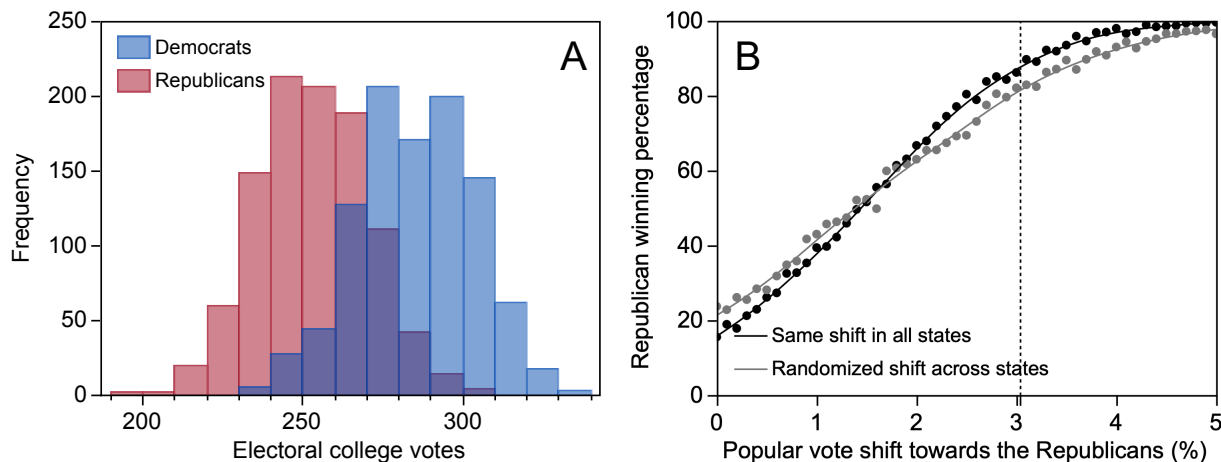 A
Democrats
Republicans
250
200
150
100
50
0
Frequency
200
250
300
Electoral college votes
B
100
80
60
40
20
0
Republican winning percentage
Same shift in all states
Randomized shift across states
0
1
2
3
4
5
Popular vote shift towards the Republicans (%)